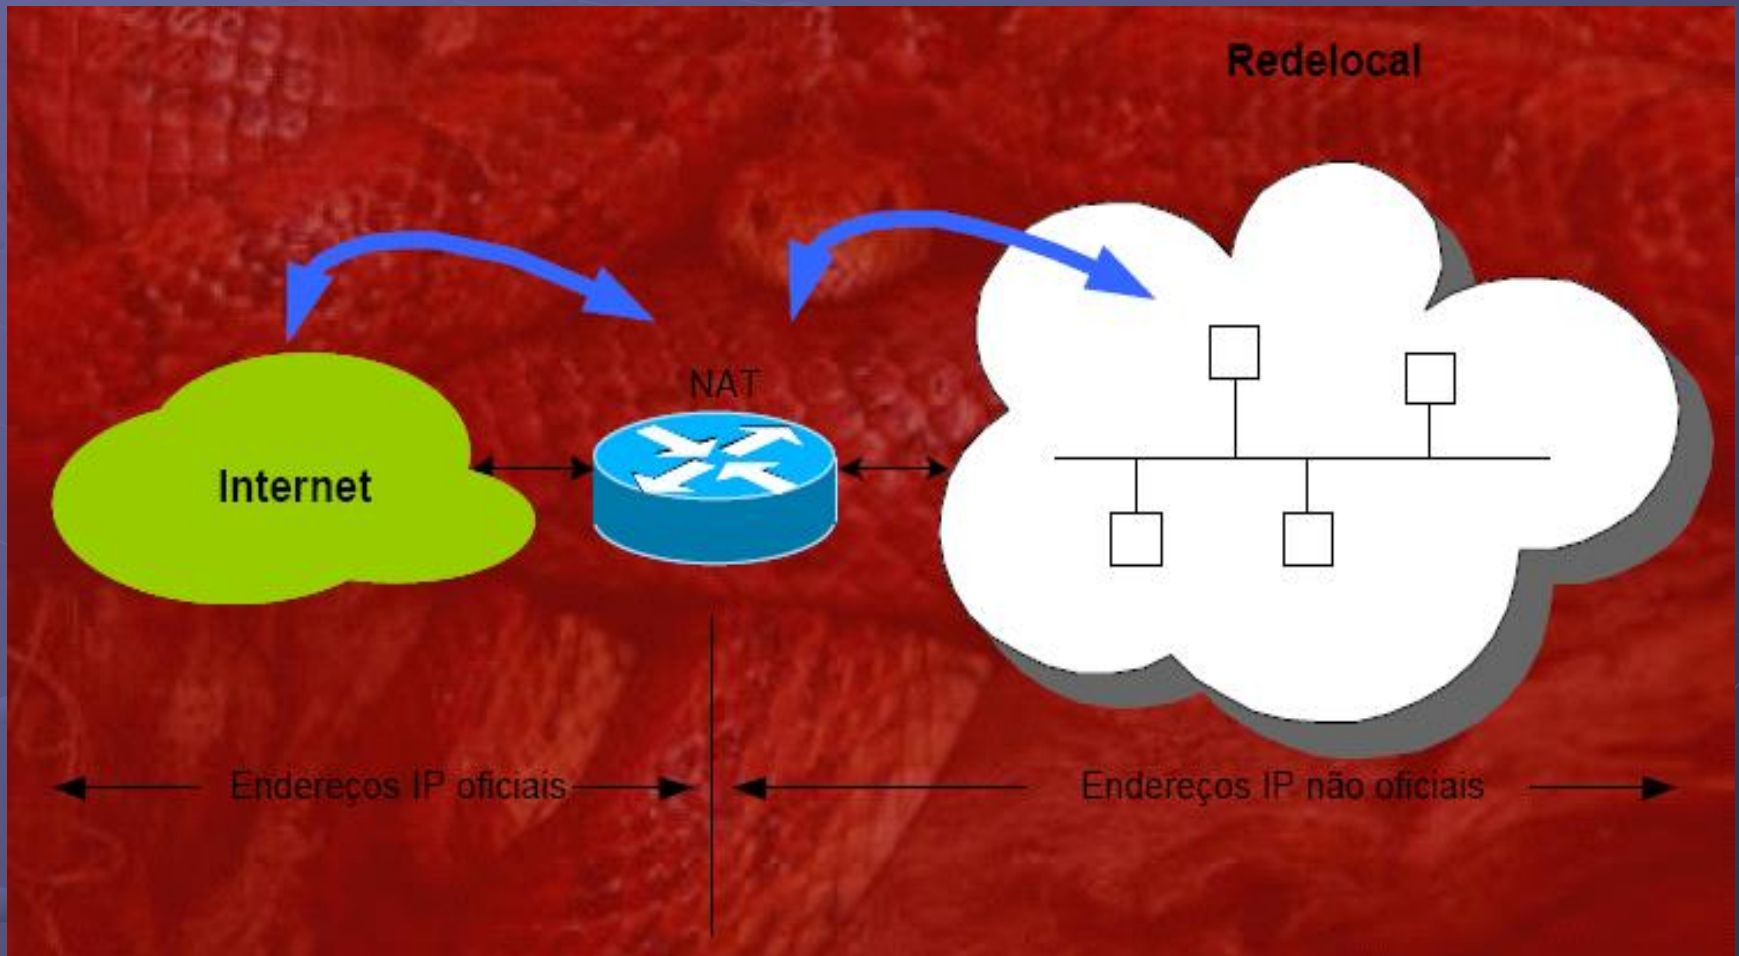 Redelocal
NAT
Internet
Endereços IP oficiais
Endereços IP não oficiais